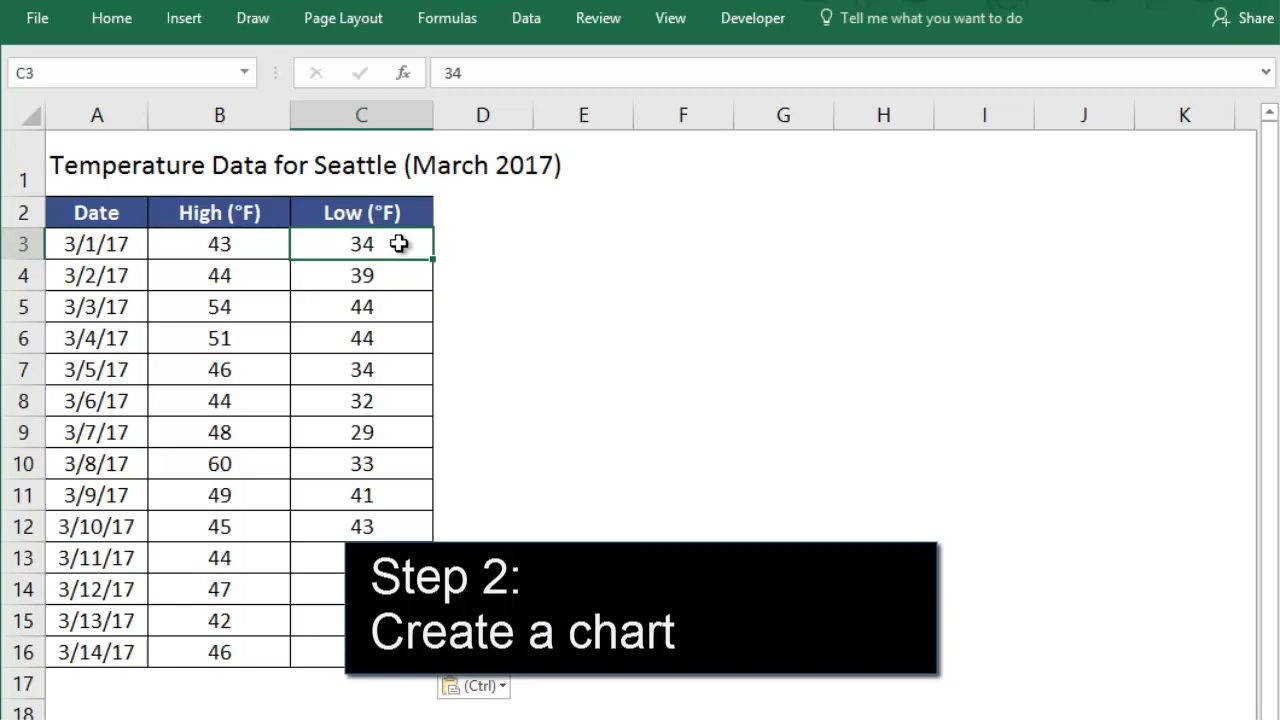 File Home Insert Draw Page Layout Formulas Data Review View Developer Tell me what you want to do Share
C3 fx 34
A B C D E F G H I J K
1 Temperature Data for Seattle (March 2017)
2 Date High (°F) Low (°F)
3 3/1/17 43 34
4 3/2/17 44 39
5 3/3/17 54 44
6 3/4/17 51 44
7 3/5/17 46 34
8 3/6/17 44 32
9 3/7/17 48 29
10 3/8/17 60 33
11 3/9/17 49 41
12 3/10/17 45 43
13 3/11/17 44
14 3/12/17 47
15 3/13/17 42
16 3/14/17 46
Step 2:
Create a chart
17 (Ctrl)
18